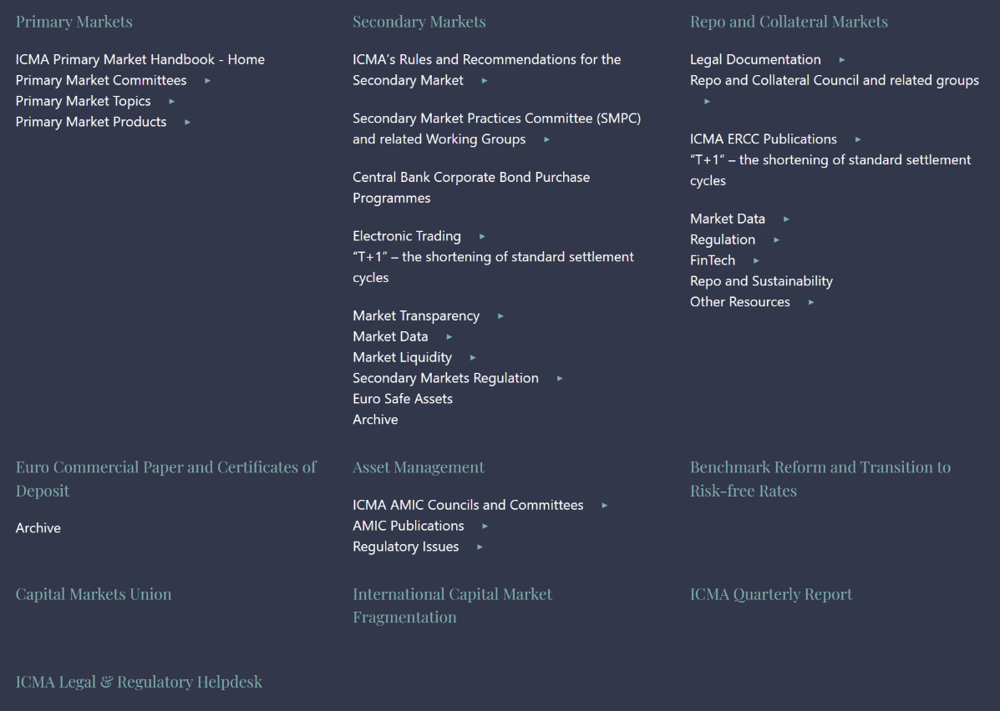 Primary Markets
ICMA Primary Market Handbook - Home
Primary Market Committees
Primary Market Topics
Primary Market Products
Secondary Markets
ICMA’s Rules and Recommendations for the
Secondary Market
Secondary Market Practices Committee (SMPC)
and related Working Groups
Central Bank Corporate Bond Purchase
Programmes
Electronic Trading
“T+1” – the shortening of standard settlement
cycles
Market Transparency
Market Data
Market Liquidity
Secondary Markets Regulation
Euro Safe Assets
Archive
Repo and Collateral Markets
Legal Documentation
Repo and Collateral Council and related groups
ICMA ERCC Publications
“T+1” – the shortening of standard settlement
cycles
Market Data
Regulation
FinTech
Repo and Sustainability
Other Resources
Euro Commercial Paper and Certificates of
Deposit
Archive
Asset Management
ICMA AMIC Councils and Committees
AMIC Publications
Regulatory Issues
Benchmark Reform and Transition to
Risk-free Rates
Capital Markets Union
International Capital Market
Fragmentation
ICMA Quarterly Report
ICMA Legal & Regulatory Helpdesk